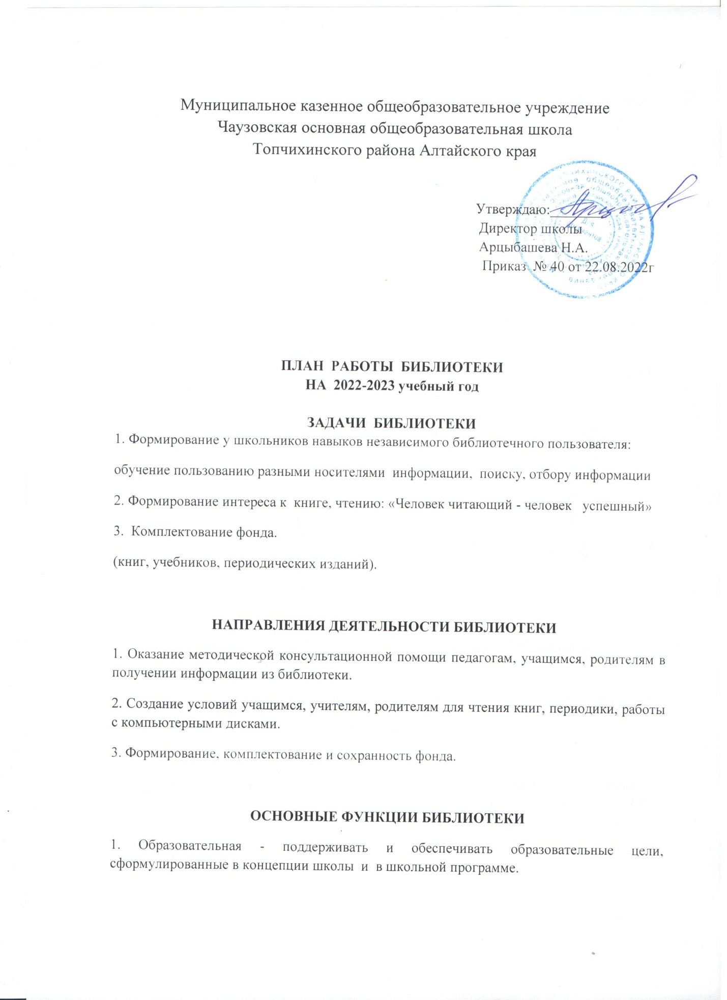 Муниципальное казенное общеобразовательное учреждение
Чаузовская основная общеобразовательная школа
Топчихинского района Алтайского края
Утверждаю:________
Директор школы
Арцыбашева Н.А.
Приказ № 40 от 22.08.2022г
Для
документов
ПЛАН РАБОТЫ БИБЛИОТЕКИ
НА 2022-2023 учебный год
ЗАДАЧИ БИБЛИОТЕКИ
1. Формирование у школьников навыков независимого библиотечного пользователя:
обучение пользованию разными носителями информации, поиску, отбору информации
2. Формирование интереса к книге, чтению: «Человек читающий - человек успешный»
3. Комплектование фонда.
(книг, учебников, периодических изданий).
НАПРАВЛЕНИЯ ДЕЯТЕЛЬНОСТИ БИБЛИОТЕКИ
1. Оказание методической консультационной помощи педагогам, учащимся, родителям в
получении информации из библиотеки.
2. Создание условий учащимся, учителям, родителям для чтения книг, периодики, работы
с компьютерными дисками.
3. Формирование, комплектование и сохранность фонда.
ОСНОВНЫЕ ФУНКЦИИ БИБЛИОТЕКИ
1. Образовательная - поддерживать и обеспечивать образовательные цели,
сформулированные в концепции школы и в школьной программе.